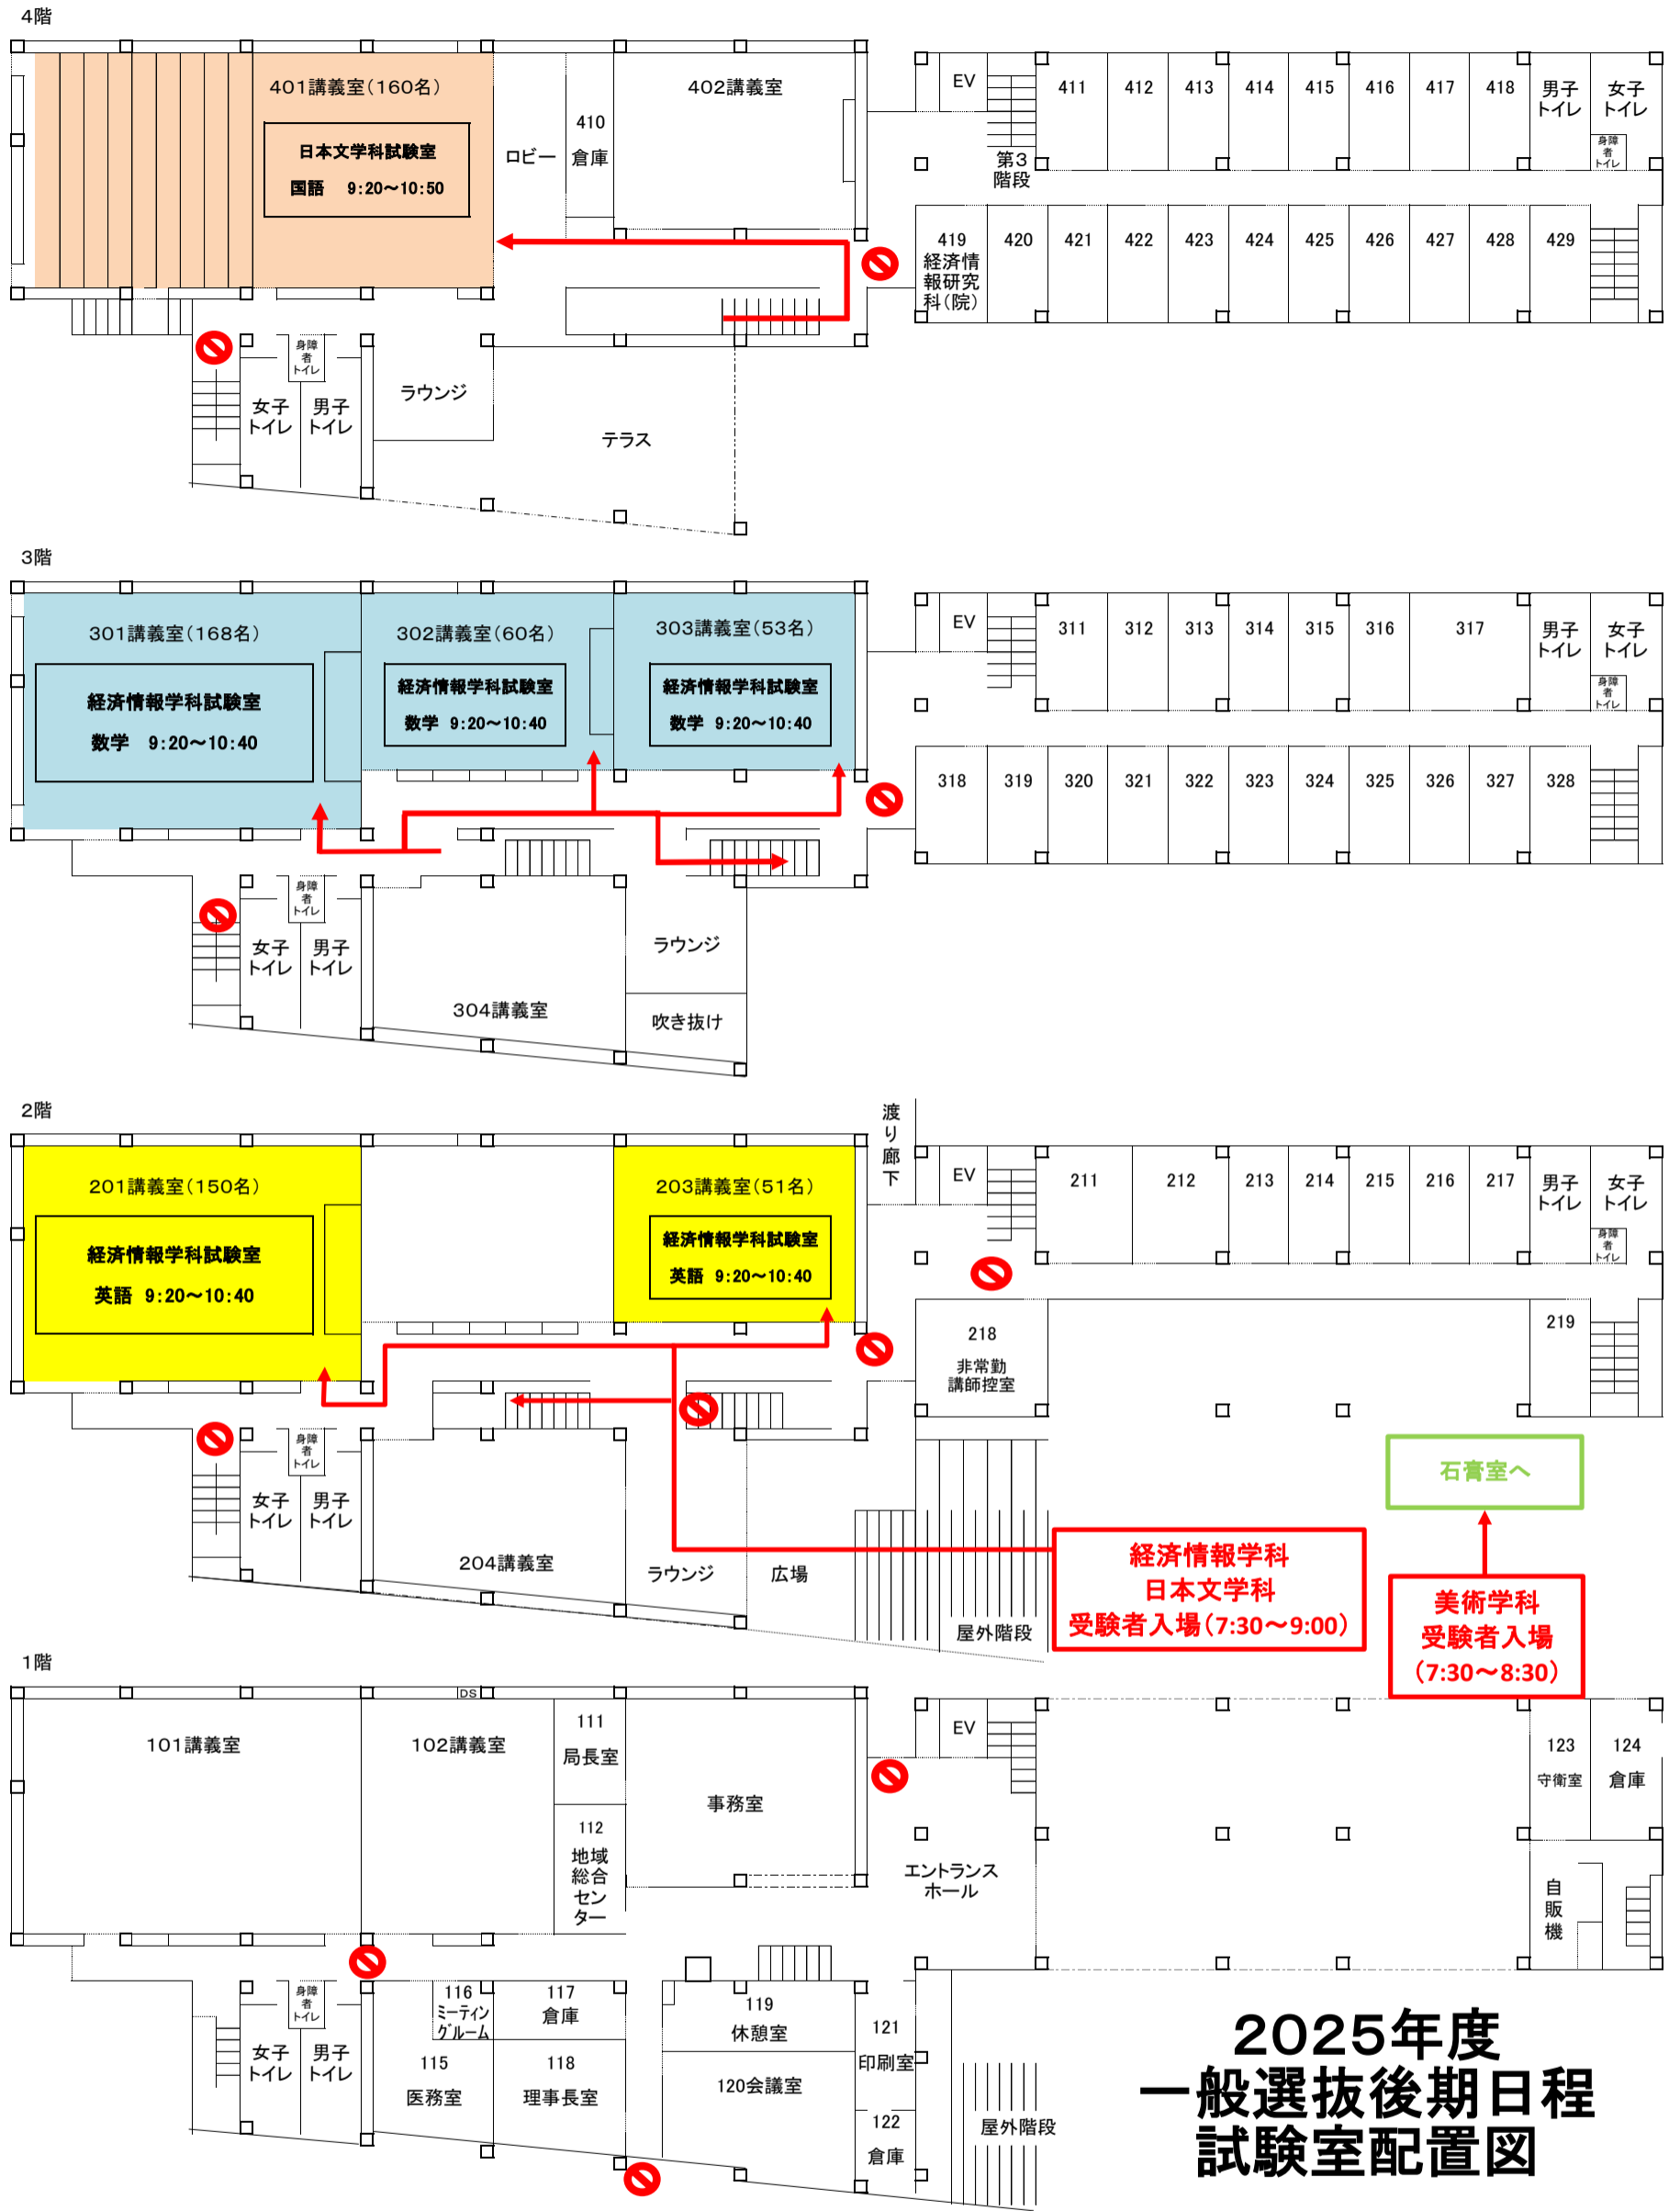 4階
401講義室(160名)
日本文学科試験室
国語　9:20～10:50
ロビー
410
倉庫
402講義室
EV
第3
階段
411
412
413
414
415
416
417
418
男子
トイレ
女子
トイレ
身障
者
トイレ
419
経済情
報研究
科(院)
420
421
422
423
424
425
426
427
428
429
身障
者
トイレ
女子
トイレ
男子
トイレ
ラウンジ
テラス
3階
301講義室(168名)
経済情報学科試験室
数学　9:20～10:40
302講義室(60名)
経済情報学科試験室
数学 9:20～10:40
303講義室(53名)
経済情報学科試験室
数学 9:20～10:40
EV
311
312
313
314
315
316
317
男子
トイレ
女子
トイレ
身障
者
トイレ
318
319
320
321
322
323
324
325
326
327
328
身障
者
トイレ
女子
トイレ
男子
トイレ
304講義室
ラウンジ
吹き抜け
2階
201講義室(150名)
経済情報学科試験室
英語 9:20～10:40
203講義室(51名)
経済情報学科試験室
英語 9:20～10:40
渡り廊下
EV
211
212
213
214
215
216
217
男子
トイレ
女子
トイレ
身障
者
トイレ
218
非常勤
講師控室
219
身障
者
トイレ
女子
トイレ
男子
トイレ
204講義室
ラウンジ
広場
屋外階段
石膏室へ
経済情報学科
日本文学科
受験者入場(7:30～9:00)
美術学科
受験者入場
(7:30～8:30)
1階
101講義室
102講義室
DS
111
局長室
112
地域
総合
セン
ター
事務室
EV
エントランス
ホール
123
守衛室
124
倉庫
自販機
身障
者
トイレ
女子
トイレ
男子
トイレ
116
ミーティン
グルーム
115
医務室
117
倉庫
118
理事長室
119
休憩室
120会議室
121
印刷室
122
倉庫
屋外階段
2025年度
一般選抜後期日程
試験室配置図